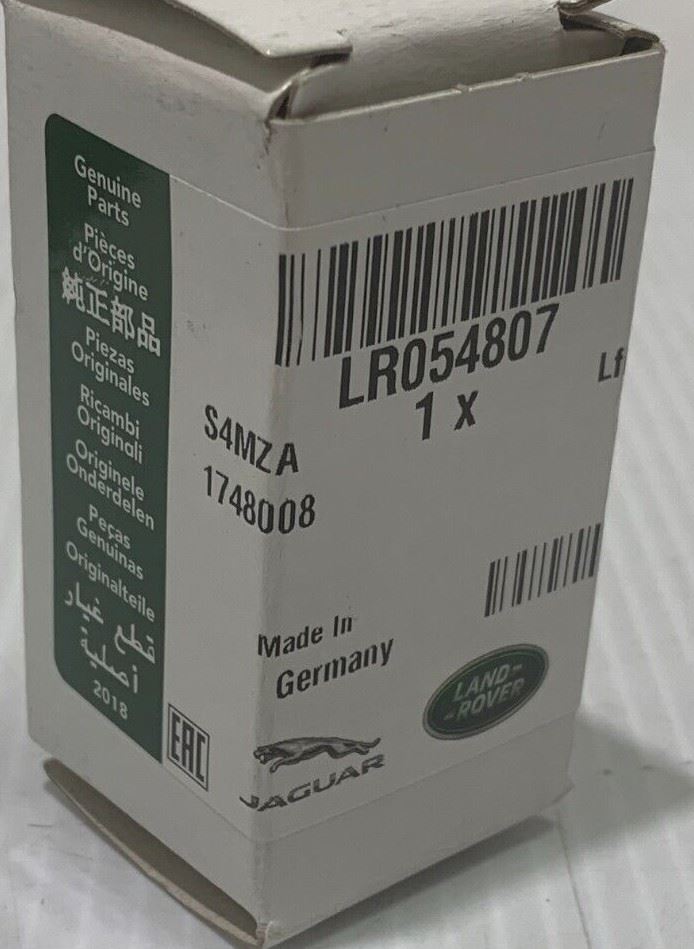 Genuine
Parts
Pièces
d'Origine
純正部品
Piezas
Originales
Ricambi
Originali
Originele
Onderdelen
Peças
Genuínas
Originalteile
قطع غيار
أصلية
2018
EAC
LR054807
1 x
Lf
S4MZA
1748008
Made In
Germany
JAGUAR
LAND-
-ROVER